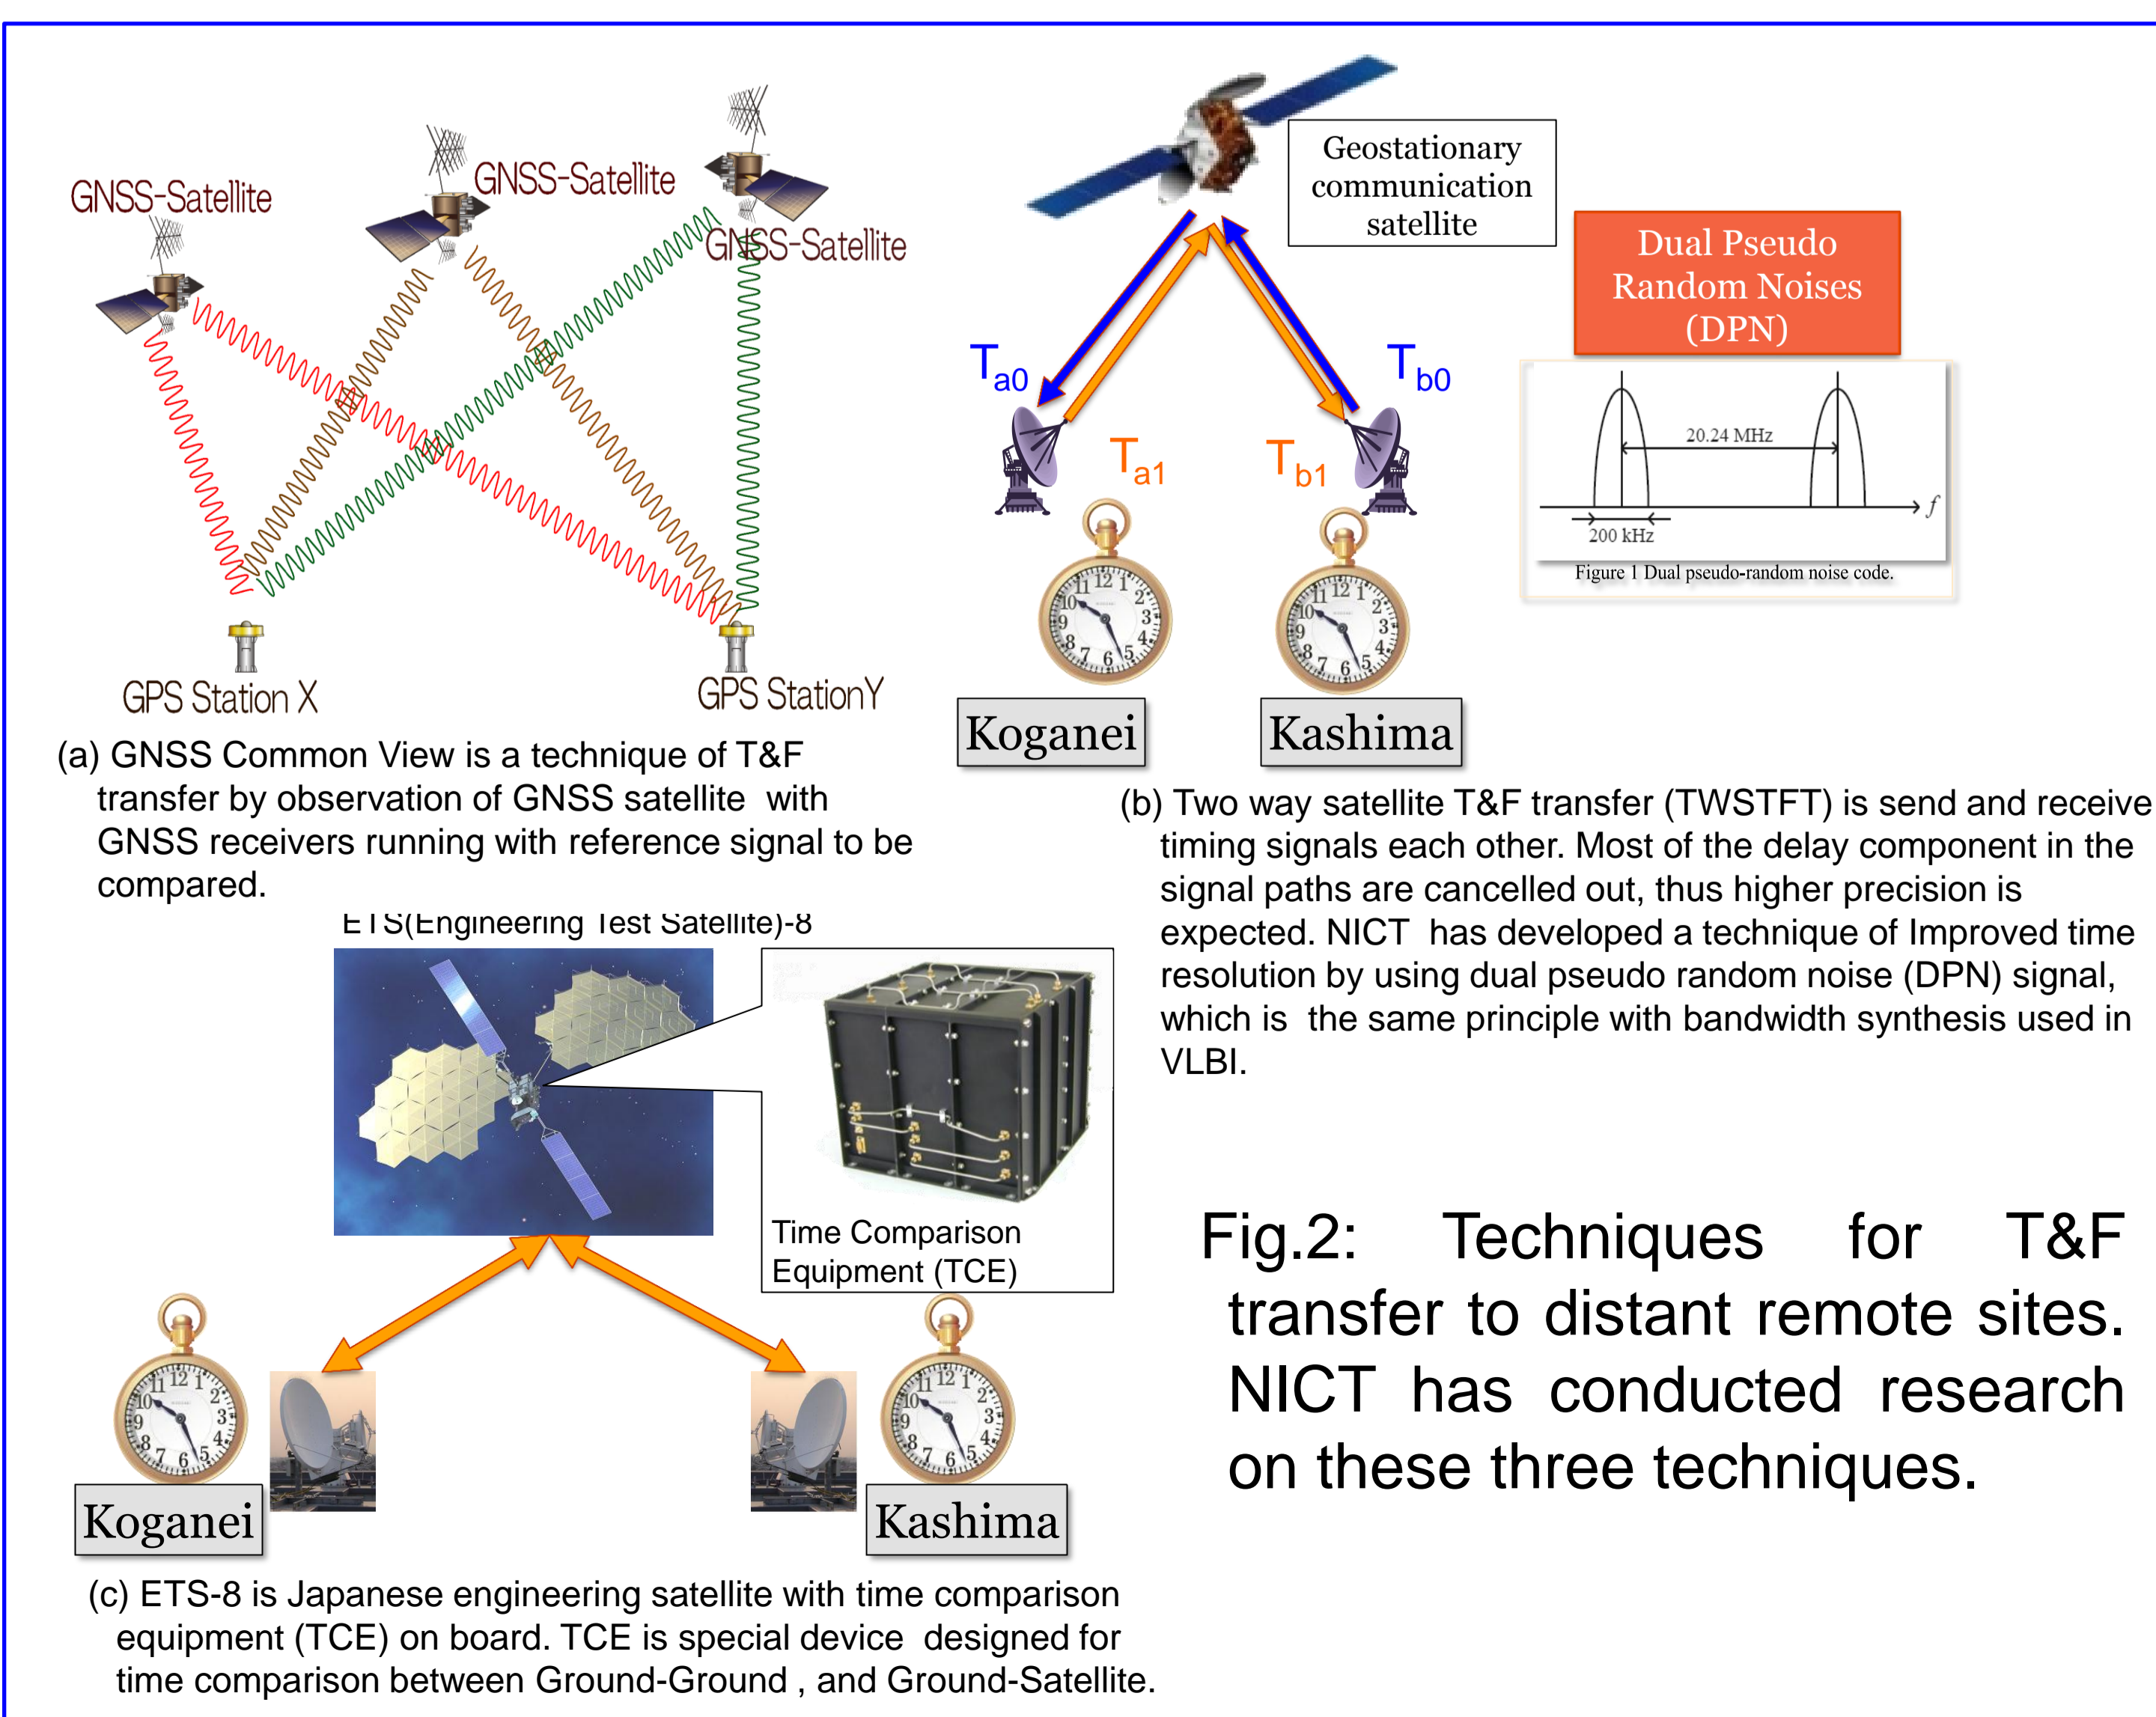 GNSS-Satellite
GNSS-Satellite
GNSS-Satellite
GPS Station X
GPS StationY
(a) GNSS Common View is a technique of T&F
transfer by observation of GNSS satellite with
GNSS receivers running with reference signal to be
compared.
Geostationary
communication
satellite
Ta0
Tb0
Ta1
Tb1
Koganei
Kashima
Dual Pseudo
Random Noises
(DPN)
20.24 MHz
f
200 kHz
Figure 1 Dual pseudo-random noise code.
(b) Two way satellite T&F transfer (TWSTFT) is send and receive
timing signals each other. Most of the delay component in the
signal paths are cancelled out, thus higher precision is
expected. NICT has developed a technique of Improved time
resolution by using dual pseudo random noise (DPN) signal,
which is the same principle with bandwidth synthesis used in
VLBI.
ETS(Engineering Test Satellite)-8
Time Comparison
Equipment (TCE)
Koganei
Kashima
(c) ETS-8 is Japanese engineering satellite with time comparison
equipment (TCE) on board. TCE is special device designed for
time comparison between Ground-Ground , and Ground-Satellite.
Fig.2: Techniques for T&F
transfer to distant remote sites.
NICT has conducted research
on these three techniques.